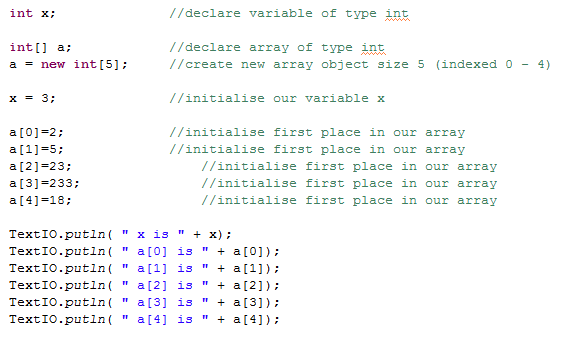 int x; //declare variable of type int
int[] a; //declare array of type int
a = new int[5]; //create new array object size 5 (indexed 0 - 4)
x = 3; //initialise our variable x
a[0]=2; //initialise first place in our array
a[1]=5; //initialise first place in our array
a[2]=23; //initialise first place in our array
a[3]=233; //initialise first place in our array
a[4]=18; //initialise first place in our array
TextIO.putln( " x is " + x);
TextIO.putln( " a[0] is " + a[0]);
TextIO.putln( " a[1] is " + a[1]);
TextIO.putln( " a[2] is " + a[2]);
TextIO.putln( " a[3] is " + a[3]);
TextIO.putln( " a[4] is " + a[4]);